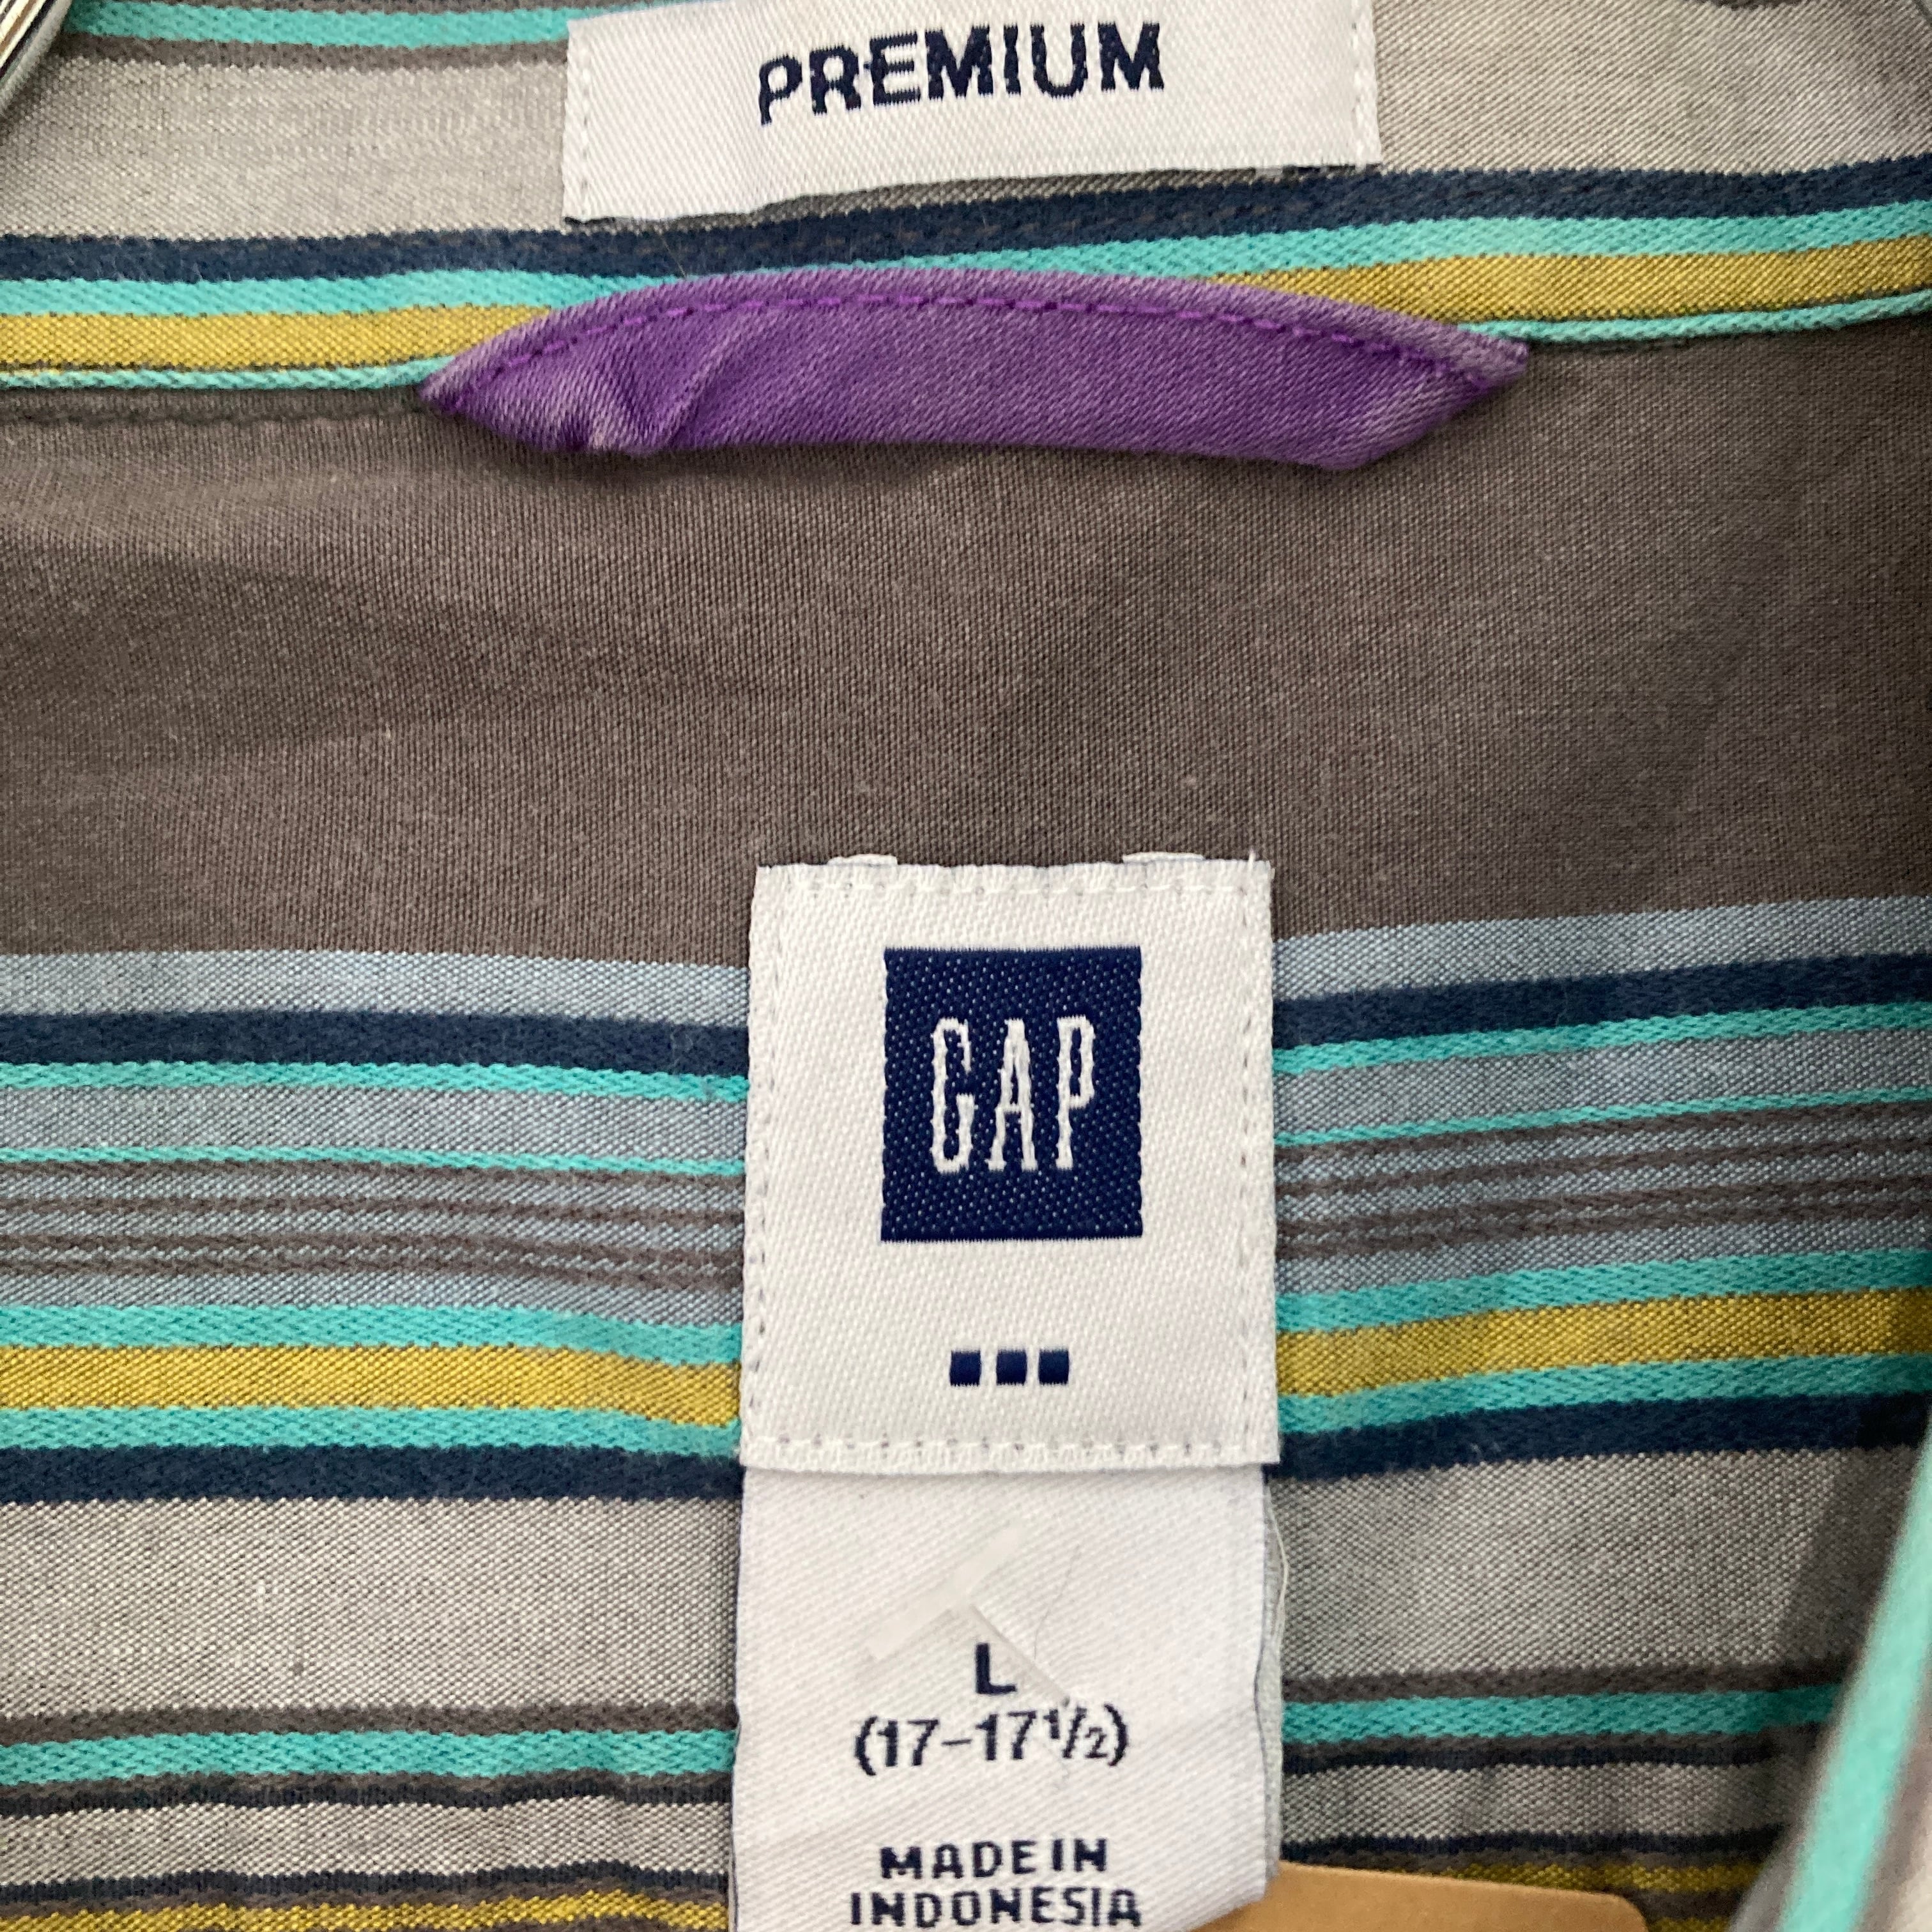 PREMIUM
GAP
L
(17-17½)
MADE IN
INDONESIA